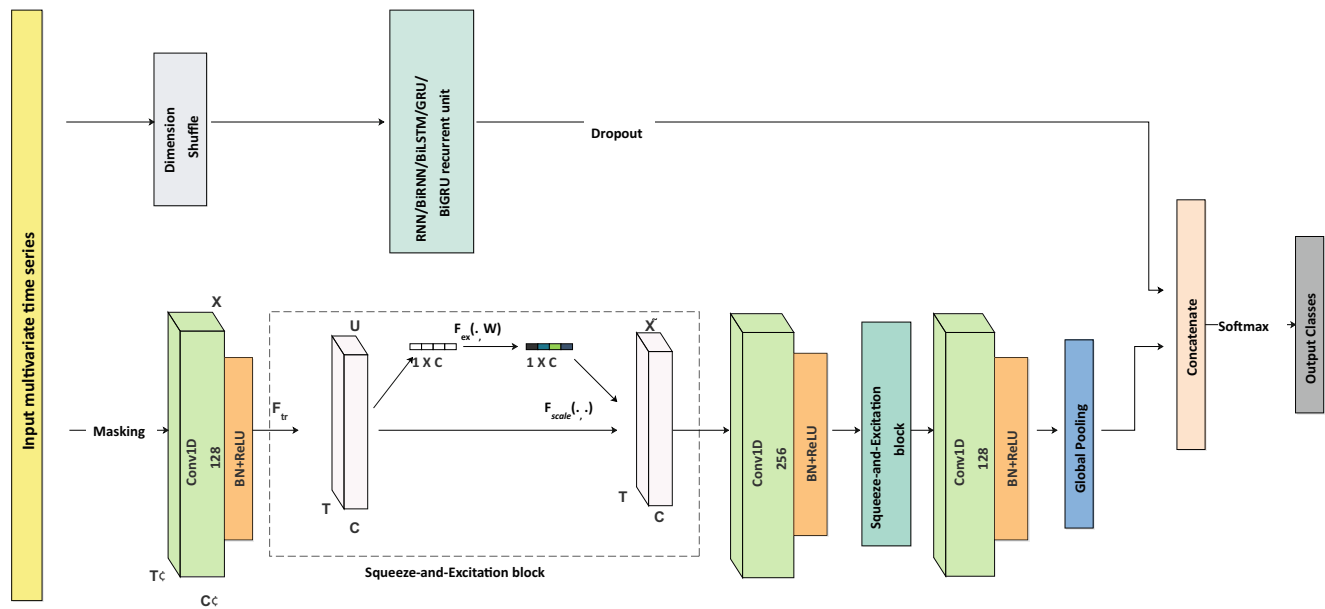 Input multivariate time series
Dimension
Shuffle
RNN/BiRNN/BiLSTM/GRU/
BiGRU recurrent unit
Dropout
Masking
X
Conv1D
128
BN+ReLU
T¢
C¢
F tr
U
T
C
1 X C
F ex (., W)
1 X C
F scale (., .)
X̃
T
C
Squeeze-and-Excitation block
Conv1D
256
BN+ReLU
Squeeze-and-Excitation
block
Conv1D
128
BN+ReLU
Global Pooling
Concatenate
Softmax
Output Classes